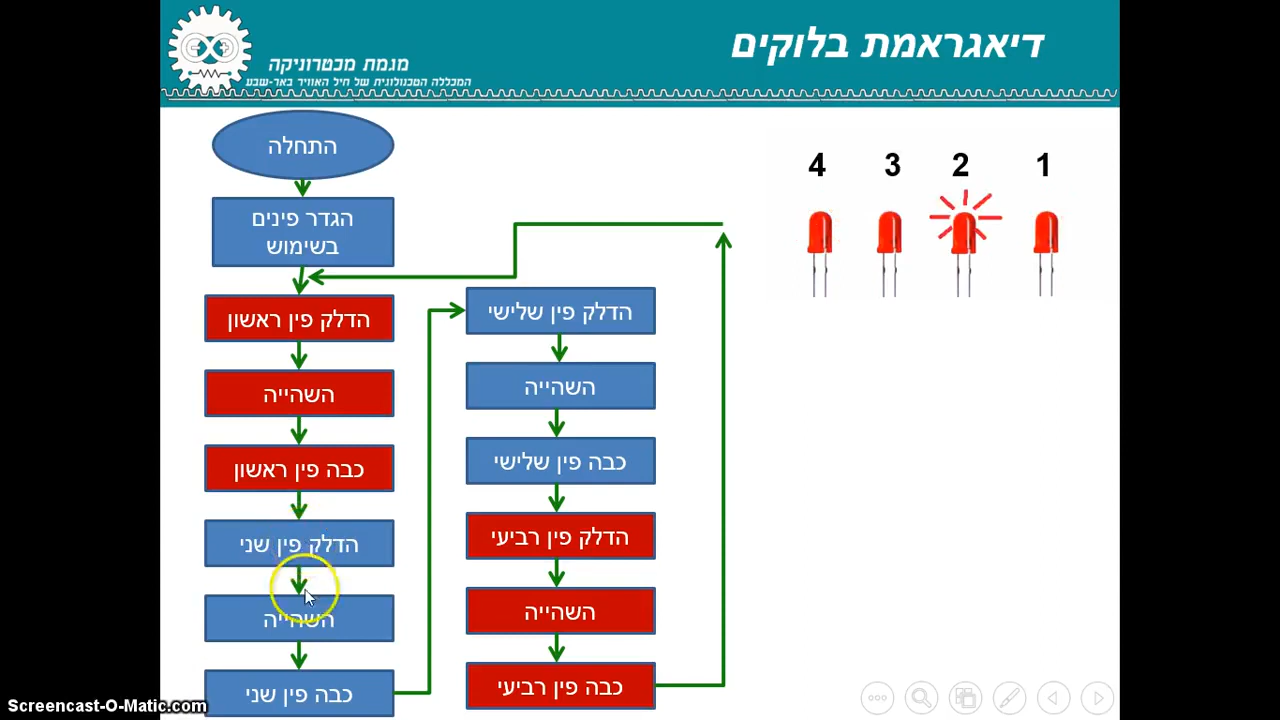 דיאגראמת בלוקים
מגמת מכטרוניקה
המכללה הטכנולוגית של חיל האוויר באר-שבע
התחלה
הגדר פינים
בשימוש
הדלק פין ראשון
השהייה
כבה פין ראשון
הדלק פין שני
השהייה
כבה פין שני
הדלק פין שלישי
השהייה
כבה פין שלישי
הדלק פין רביעי
השהייה
כבה פין רביעי
4 3 2 1
Screencast-O-Matic.com